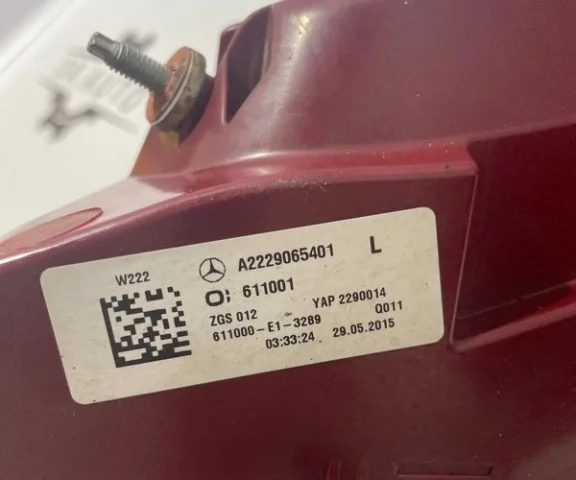 W222
A2229065401 L
611001
ZGS 012 YAP 2290014
611000-E1-3289 Q011
03:33:24 29.05.2015